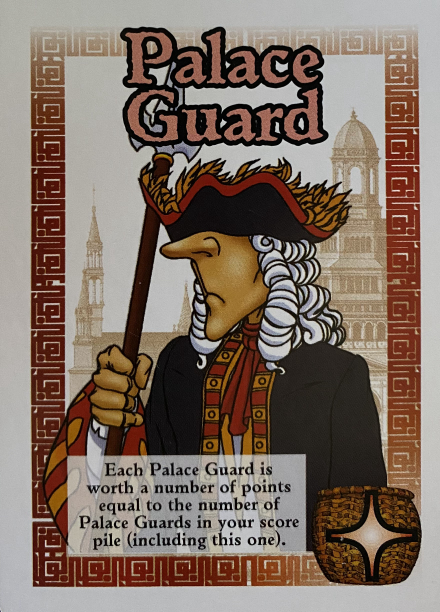 Palace
Guard
Each Palace Guard is
worth a number of points
equal to the number of
Palace Guards in your score
pile (including this one).